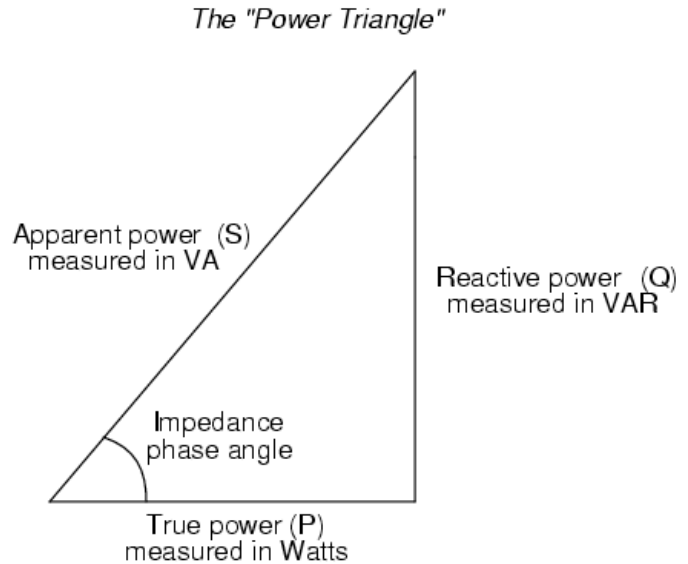 The "Power Triangle"
Apparent power (S)
measured in VA
Reactive power (Q)
measured in VAR
Impedance
phase angle
True power (P)
measured in Watts